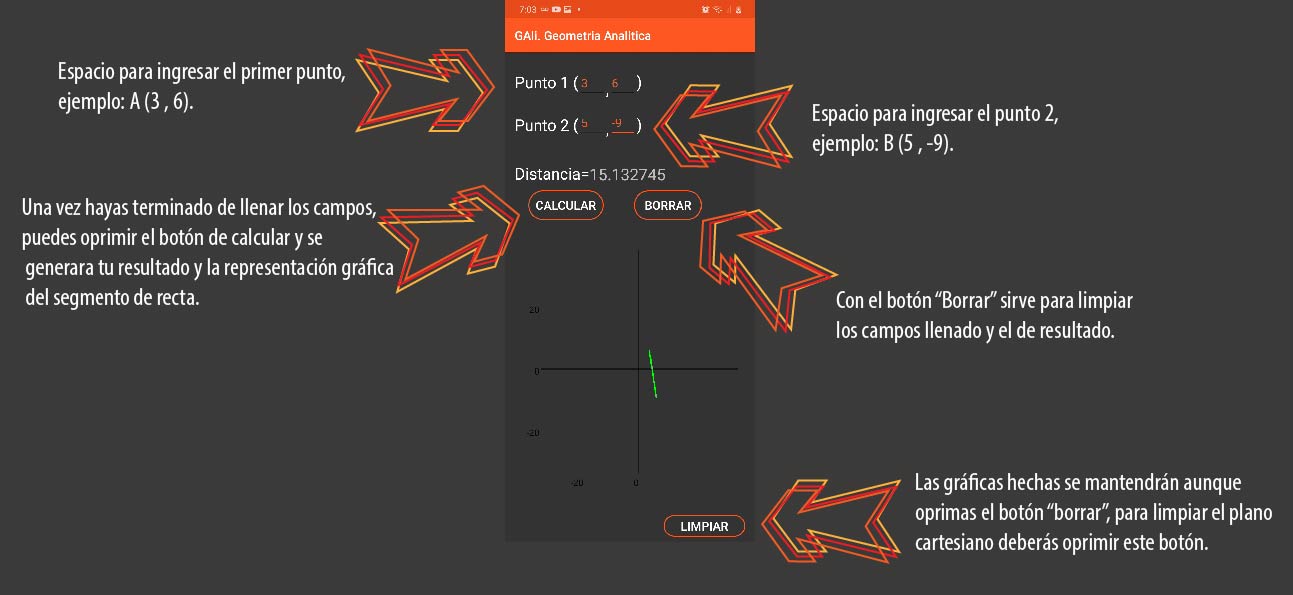 7:03
GAli. Geometria Analitica
Espacio para ingresar el primer punto,
ejemplo: A (3 , 6).
Punto 1 ( 3 , 6 )
Punto 2 ( 5 , -9 )
Espacio para ingresar el punto 2,
ejemplo: B (5 , -9).
Distancia=15.132745
CALCULAR BORRAR
Una vez hayas terminado de llenar los campos,
puedes oprimir el botón de calcular y se
generara tu resultado y la representación gráfica
del segmento de recta.
Con el botón “Borrar” sirve para limpiar
los campos llenado y el de resultado.
20
0
-20
-20 0
Las gráficas hechas se mantendrán aunque
oprimas el botón “borrar”, para limpiar el plano
cartesiano deberás oprimir este botón.
LIMPIAR